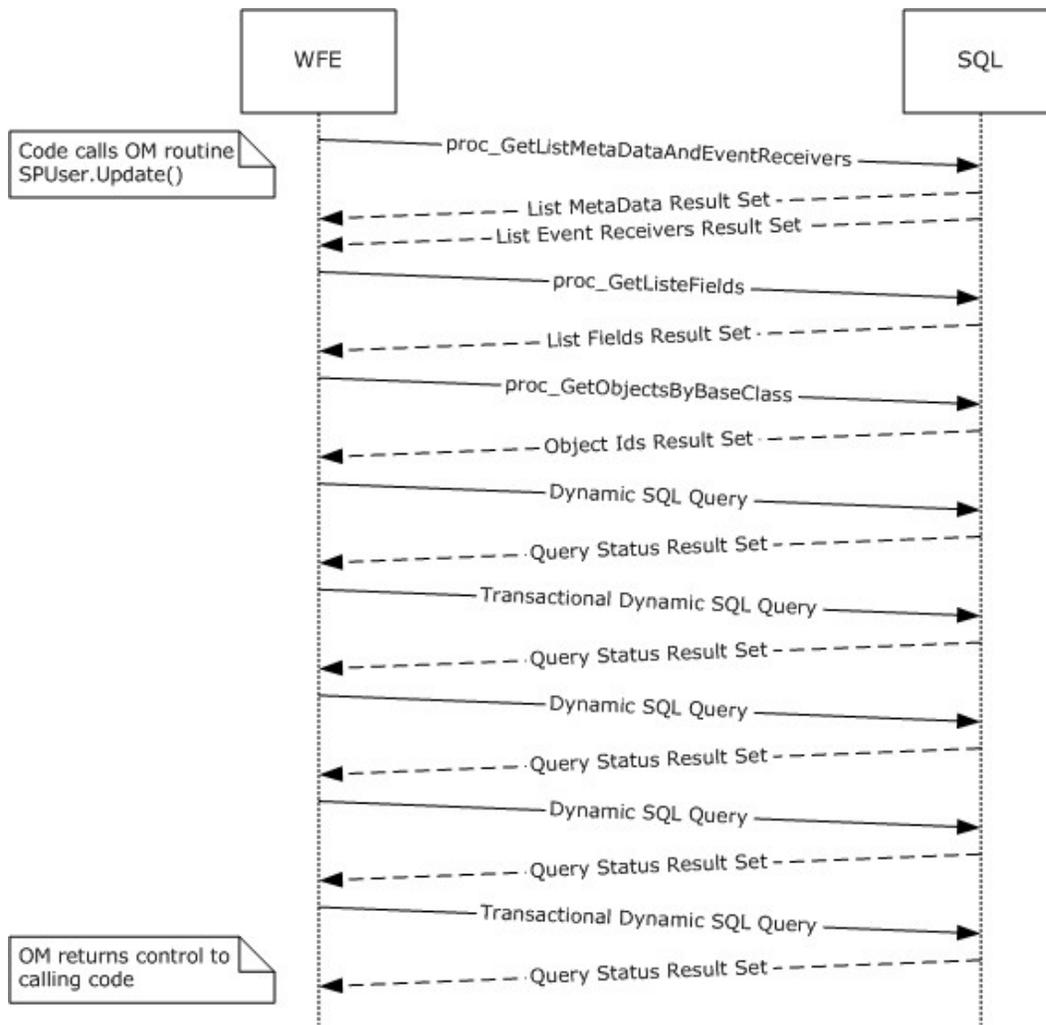 WFE
SQL
Code calls OM routine
SPUser.Update()
proc_GetListMetaDataAndEventReceivers
List MetaData Result Set
List Event Receivers Result Set
proc_GetListeFields
List Fields Result Set
proc_GetObjectsByBaseClass
Object Ids Result Set
Dynamic SQL Query
Query Status Result Set
Transactional Dynamic SQL Query
Query Status Result Set
Dynamic SQL Query
Query Status Result Set
Dynamic SQL Query
Query Status Result Set
Transactional Dynamic SQL Query
OM returns control to
calling code
Query Status Result Set